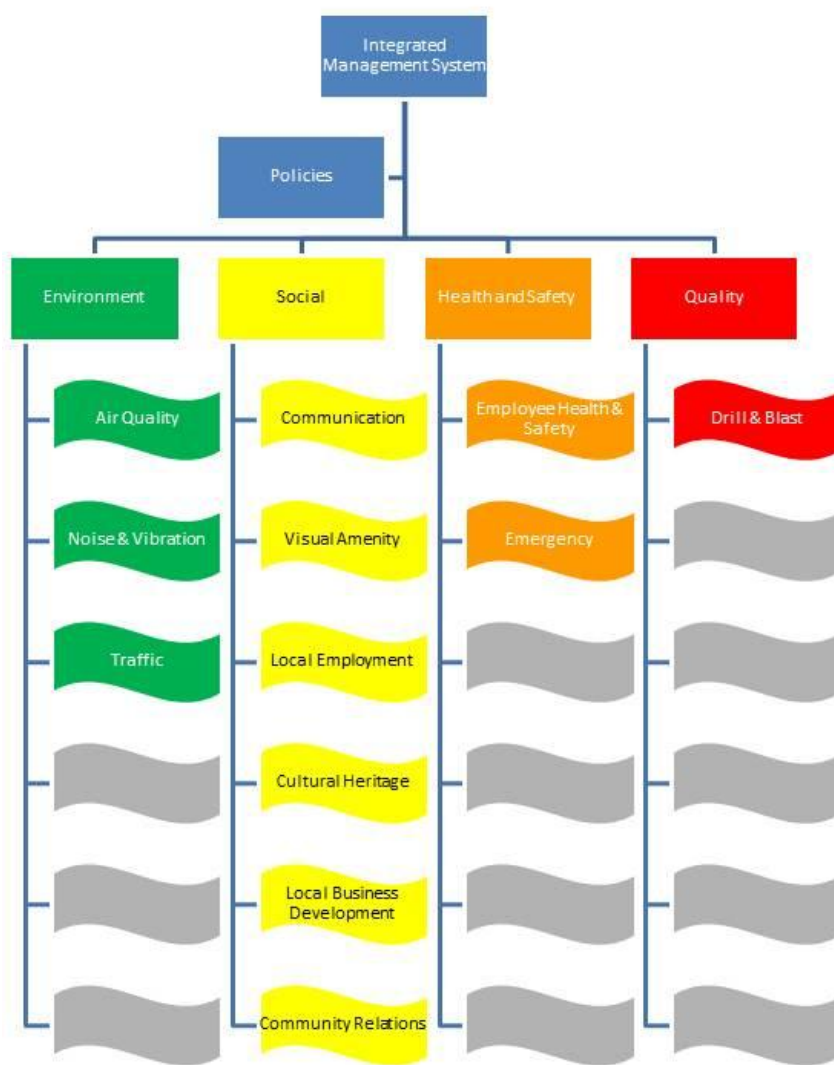 Integrated
Management System
Policies
Environment
Social
Health and Safety
Quality
Air Quality
Communication
Employee Health &
Safety
Drill & Blast
Noise & Vibration
Visual Amenity
Emergency
Traffic
Local Employment
Cultural Heritage
Local Business
Development
Community Relations